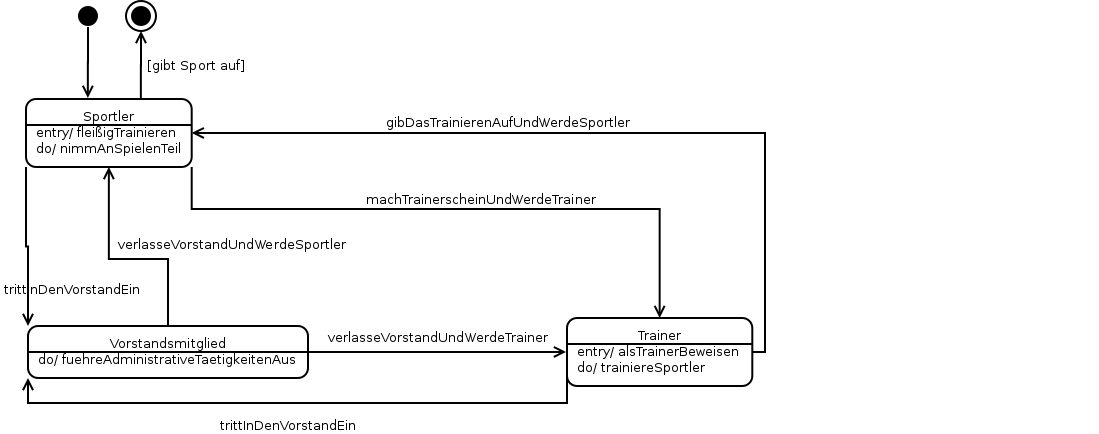 [gibt Sport auf]
Sportler
entry/ fleißigTrainieren
do/ nimmAnSpielenTeil
gibDasTrainierenAufUndWerdeSportler
machTrainerscheinUndWerdeTrainer
verlasseVorstandUndWerdeSportler
trittInDenVorstandEin
Vorstandsmitglied
do/ fuehreAdministrativeTaetigkeitenAus
verlasseVorstandUndWerdeTrainer
Trainer
entry/ alsTrainerBeweisen
do/ trainiereSportler
trittInDenVorstandEin